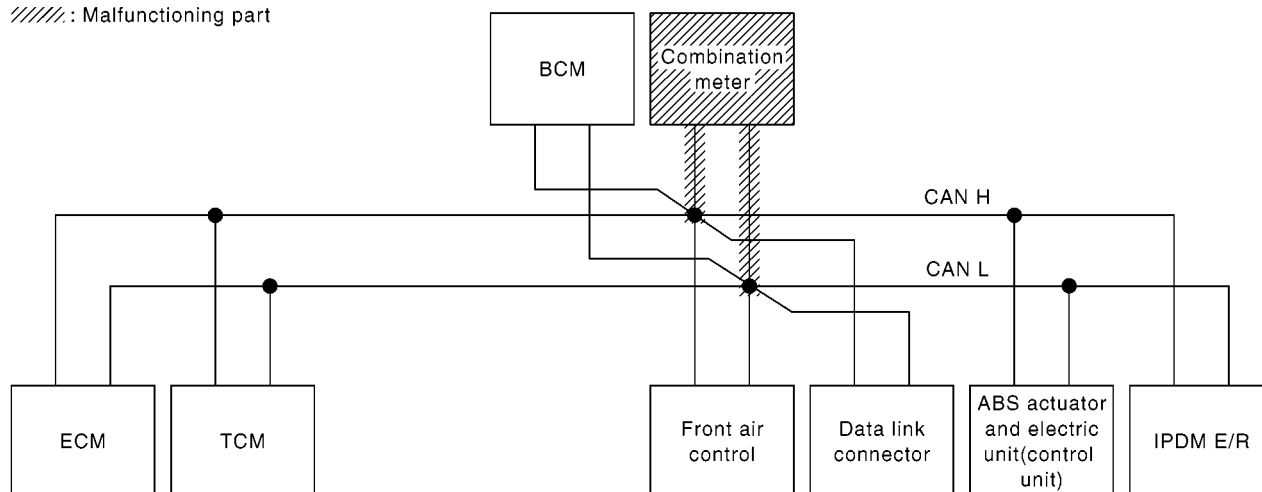 : Malfunctioning part
BCM
Combination
meter
CAN H
CAN L
ECM
TCM
Front air
control
Data link
connector
ABS actuator
and electric
unit(control
unit)
IPDM E/R